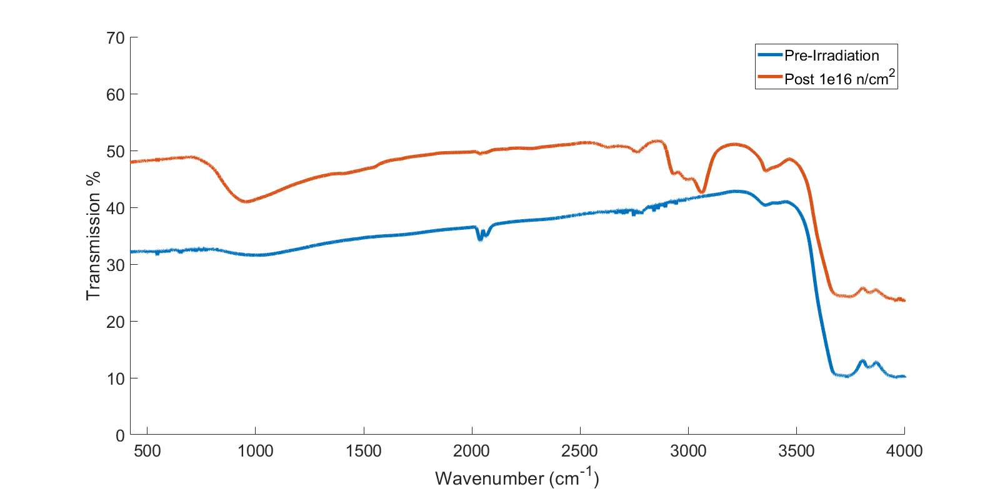 70
60
50
40
30
20
10
0
Transmission %
Pre-Irradiation
Post 1e16 n/cm²
500 1000 1500 2000 2500 3000 3500 4000
Wavenumber (cm⁻¹)